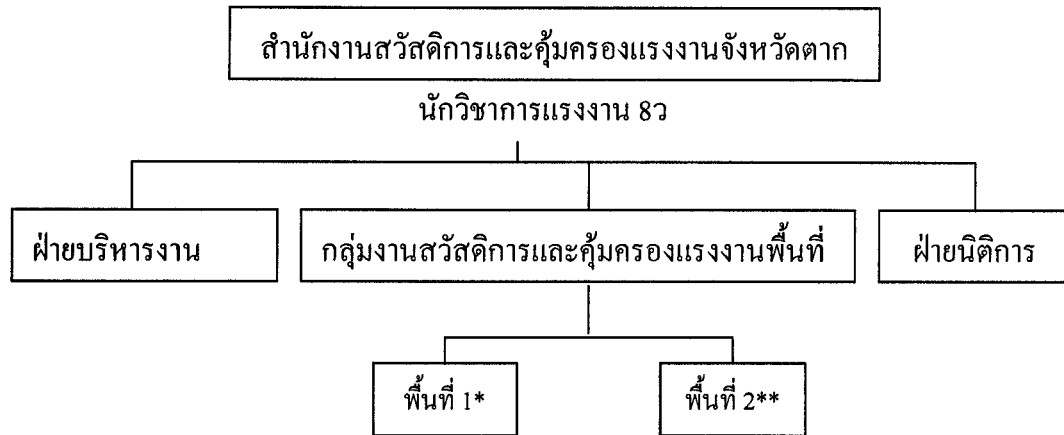 สำนักงานสวัสดิการและคุ้มครองแรงงานจังหวัดตาก
นักวิชาการแรงงาน 8ว
ฝ่ายบริหารงาน
กลุ่มงานสวัสดิการและคุ้มครองแรงงานพื้นที่
ฝ่ายนิติการ
พื้นที่ 1*
พื้นที่ 2**